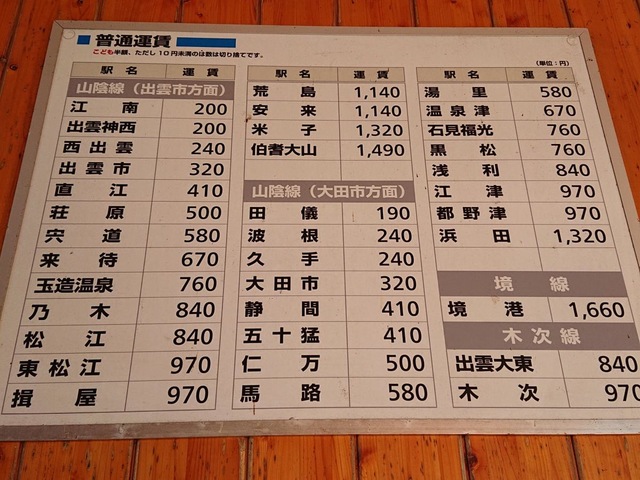 普通運賃
こども半額、ただし10円未満のは数は切り捨てです。
(単位：円)
駅名 運賃
山陰線（出雲市方面）
江南 200
出雲神西 200
西出雲 240
出雲市 320
直江 410
荘原 500
宍道 580
来待 670
玉造温泉 760
乃木 840
松江 840
東松江 970
揖屋 970
駅名 運賃
荒島 1,140
安来 1,140
米子 1,320
伯耆大山 1,490
山陰線（大田市方面）
田儀 190
波根 240
久手 240
大田市 320
静間 410
五十猛 410
仁万 500
馬路 580
駅名 運賃
湯里 580
温泉津 670
石見福光 760
黒松 760
浅利 840
江津 970
都野津 970
浜田 1,320
境線
境港 1,660
木次線
出雲大東 840
木次 970